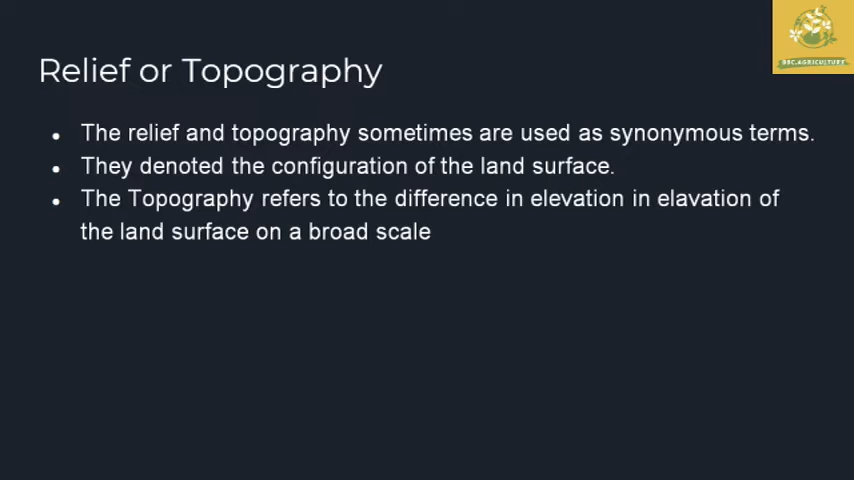 BSC.AGRICULTURE
Relief or Topography
• The relief and topography sometimes are used as synonymous terms.
• They denoted the configuration of the land surface.
• The Topography refers to the difference in elevation in elavation of
the land surface on a broad scale